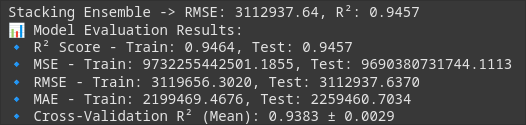 Stacking Ensemble -> RMSE: 3112937.64, R²: 0.9457
📊 Model Evaluation Results:
🔹 R² Score - Train: 0.9464, Test: 0.9457
🔹 MSE - Train: 9732255442501.1855, Test: 9690380731744.1113
🔹 RMSE - Train: 3119656.3020, Test: 3112937.6370
🔹 MAE - Train: 2199469.4676, Test: 2259460.7034
🔹 Cross-Validation R² (Mean): 0.9383 ± 0.0029